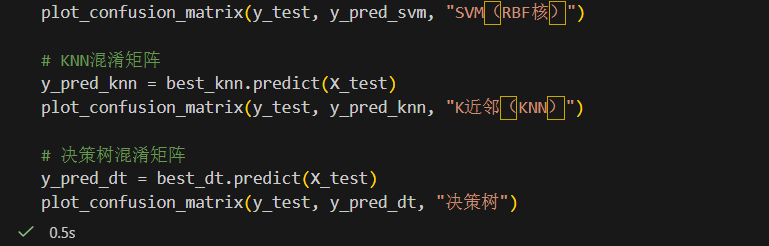 plot_confusion_matrix(y_test, y_pred_svm, "SVM（RBF核）")
# KNN混淆矩阵
y_pred_knn = best_knn.predict(X_test)
plot_confusion_matrix(y_test, y_pred_knn, "K近邻（KNN）")
# 决策树混淆矩阵
y_pred_dt = best_dt.predict(X_test)
plot_confusion_matrix(y_test, y_pred_dt, "决策树")
0.5s